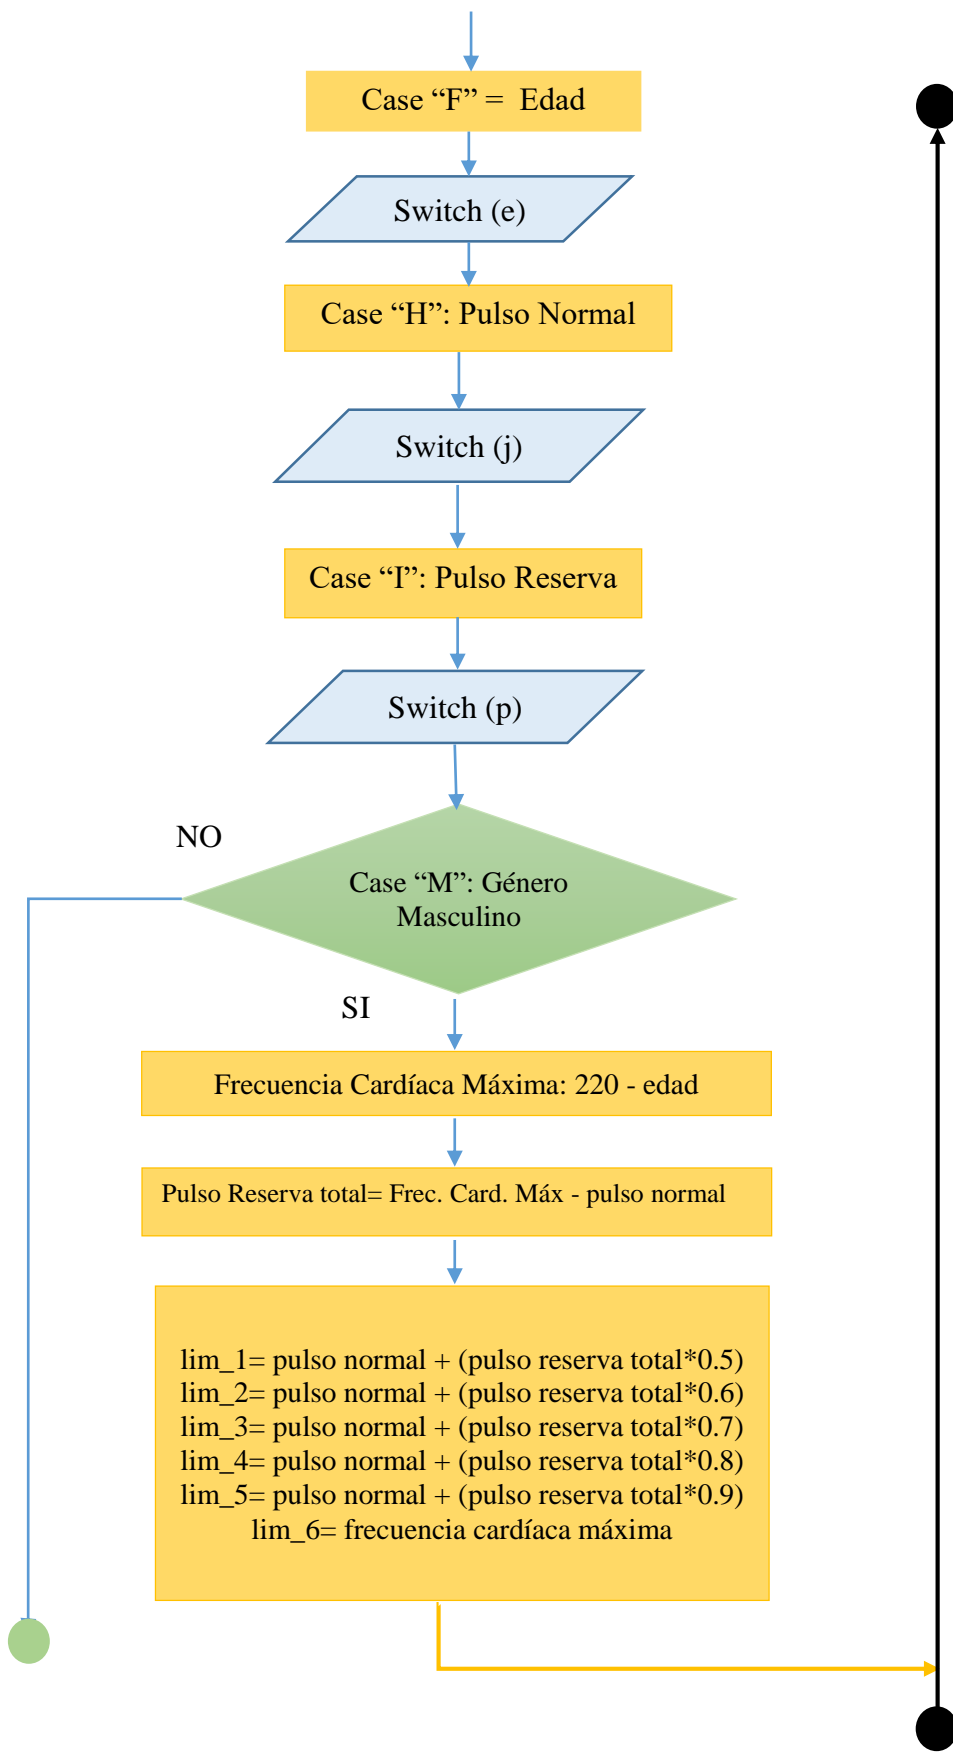 Case “F” = Edad
Switch (e)
Case “H”: Pulso Normal
Switch (j)
Case “I”: Pulso Reserva
Switch (p)
NO
Case “M”: Género
Masculino
SI
Frecuencia Cardíaca Máxima: 220 - edad
Pulso Reserva total= Frec. Card. Máx - pulso normal
lim_1= pulso normal + (pulso reserva total*0.5)
lim_2= pulso normal + (pulso reserva total*0.6)
lim_3= pulso normal + (pulso reserva total*0.7)
lim_4= pulso normal + (pulso reserva total*0.8)
lim_5= pulso normal + (pulso reserva total*0.9)
lim_6= frecuencia cardíaca máxima